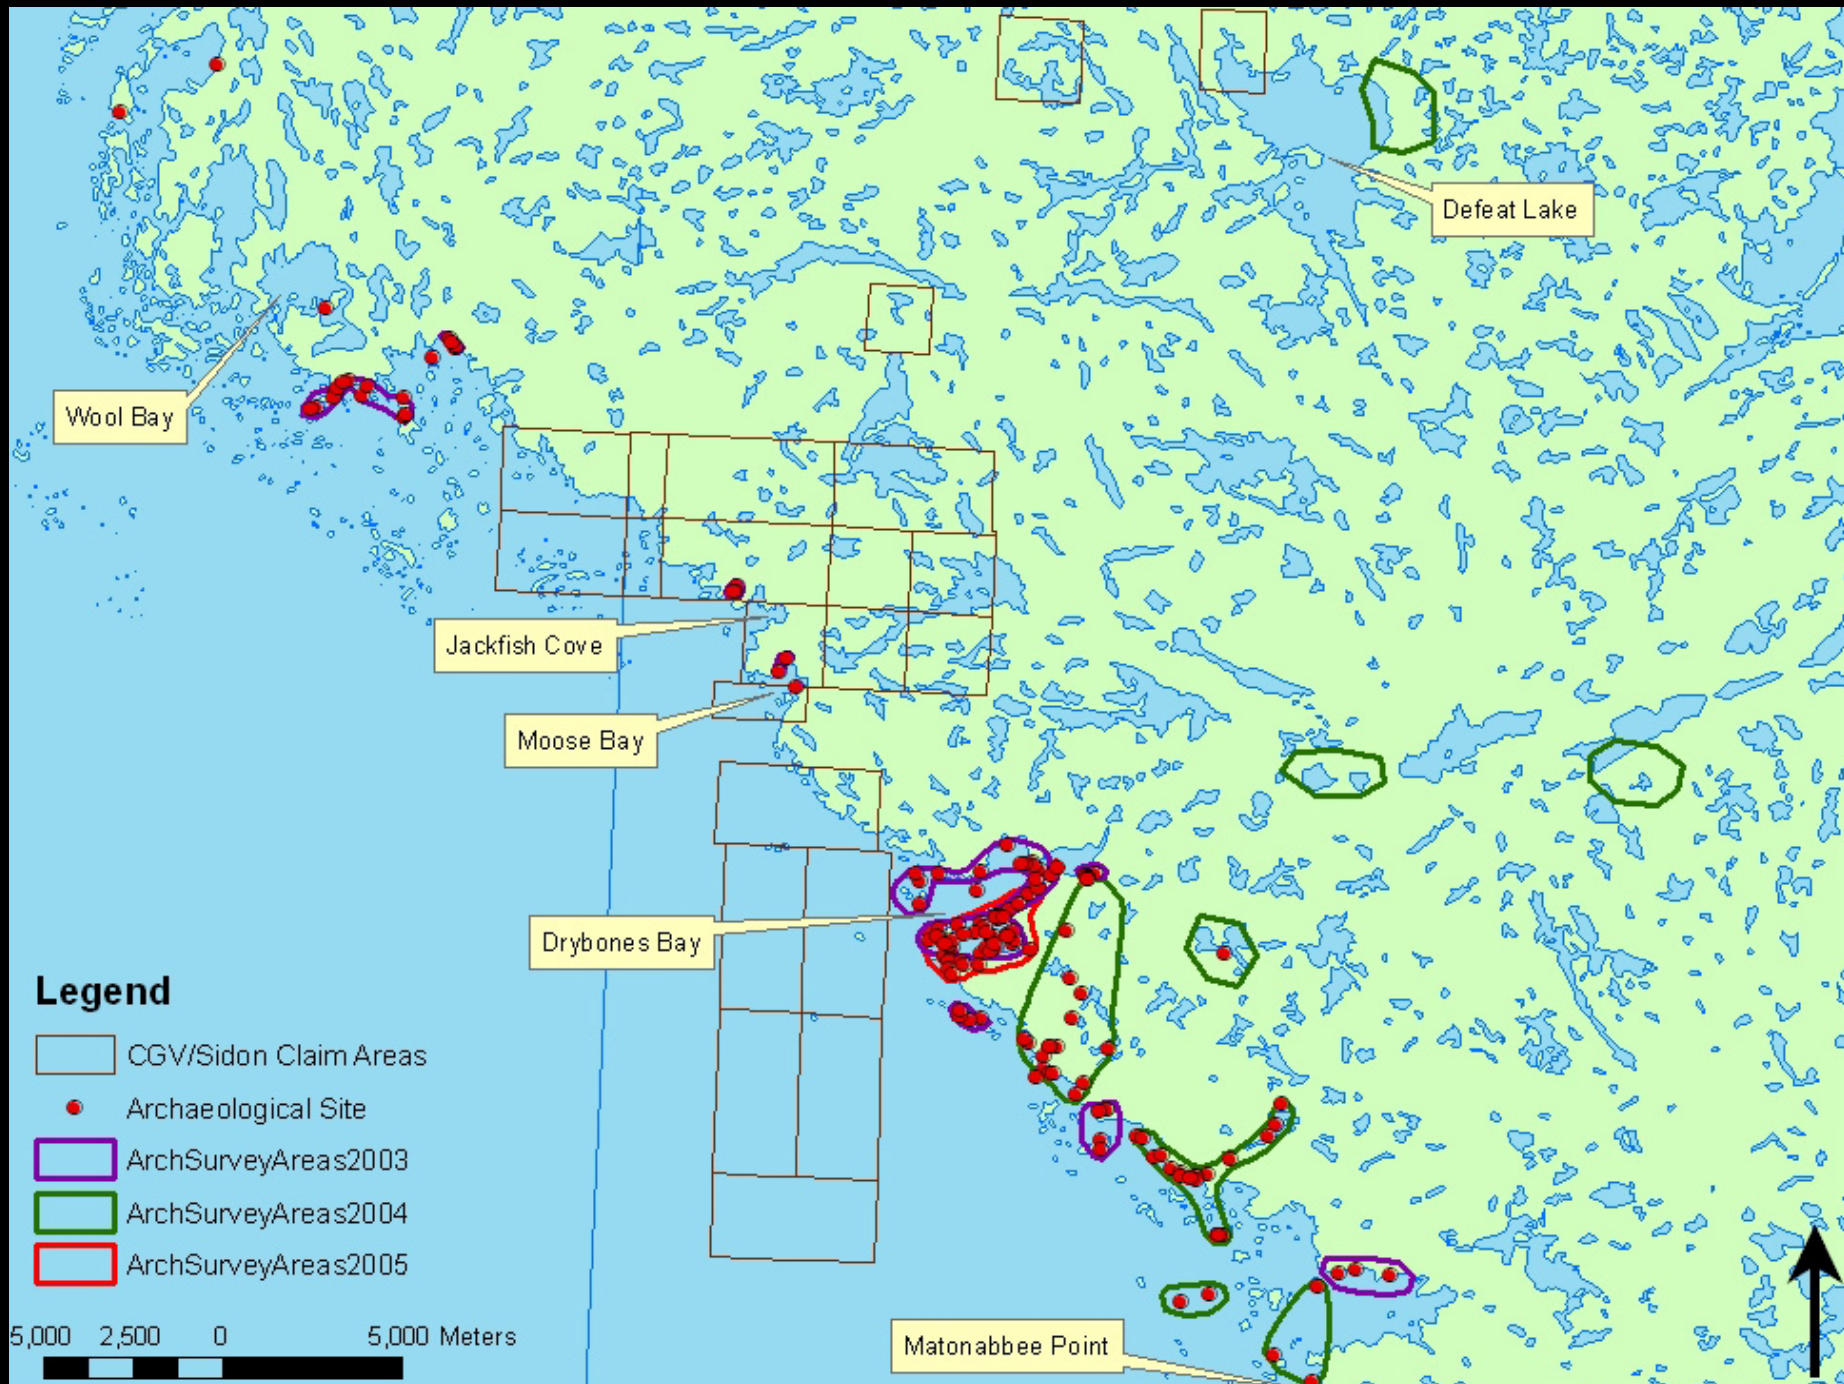 Defeat Lake
Wool Bay
Jackfish Cove
Moose Bay
Drybones Bay
Matonabbee Point
Legend
CGV/Sidon Claim Areas
Archaeological Site
ArchSurveyAreas2003
ArchSurveyAreas2004
ArchSurveyAreas2005
5,000 2,500 0 5,000 Meters